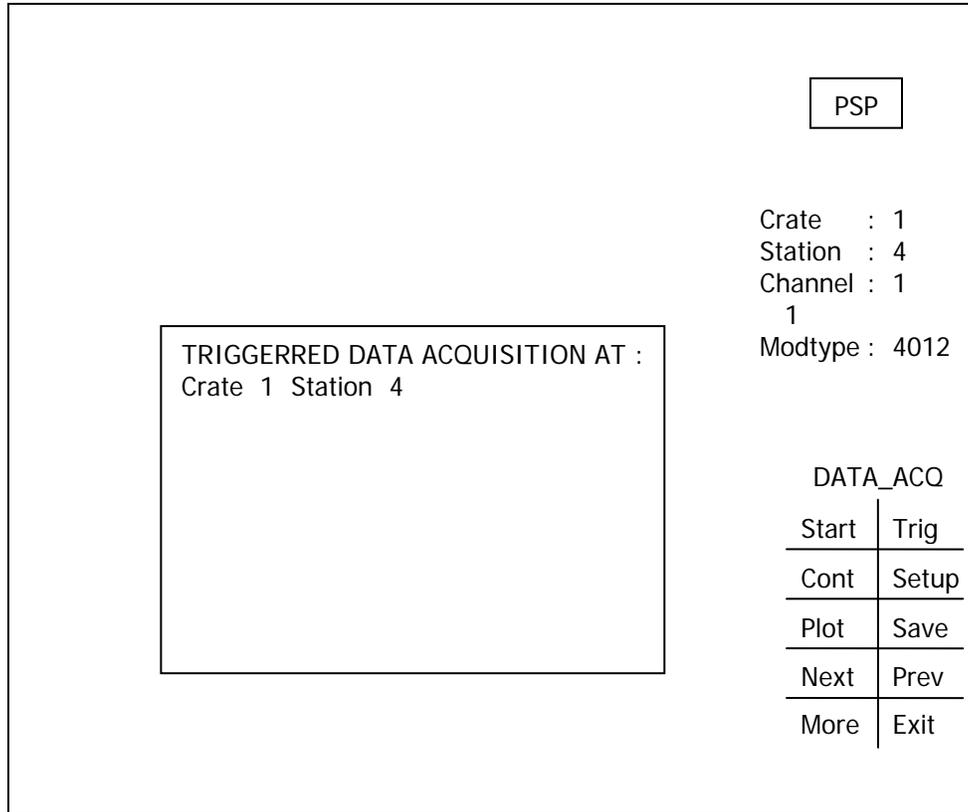 PSP
Crate : 1
Station : 4
Channel : 1
1
Modtype : 4012
TRIGGERRED DATA ACQUISITION AT :
Crate 1 Station 4
DATA_ACQ
Start Trig
Cont Setup
Plot Save
Next Prev
More Exit